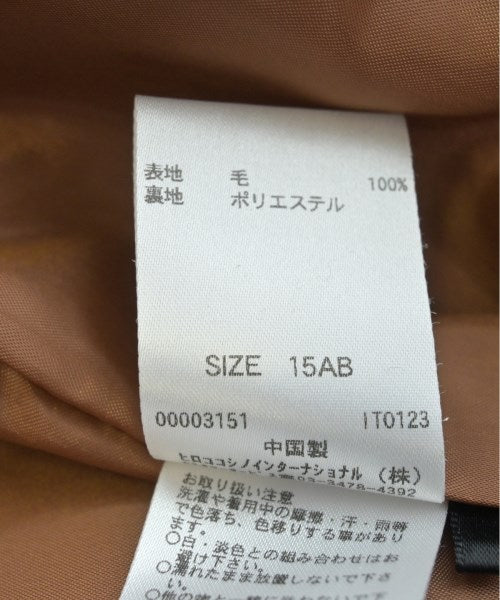 表地 毛 100%
裏地 ポリエステル
SIZE 15AB
00003151 IT0123
中国製
ヒロココシノインターナショナル(株)
03-3478-4392
お取り扱い注意
洗濯や着用中の摩擦・汗・雨等
で色落ち、色移りする事があり
ます。
○白・淡色との組み合わせはお
避け下さい。
○濡れたまま放置しないで下さ
い。